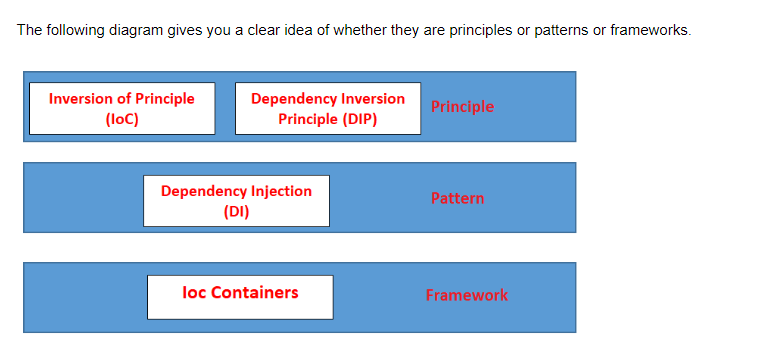 The following diagram gives you a clear idea of whether they are principles or patterns or frameworks.
Inversion of Principle
(IoC)
Dependency Inversion
Principle (DIP)
Principle
Dependency Injection
(DI)
Pattern
Ioc Containers
Framework